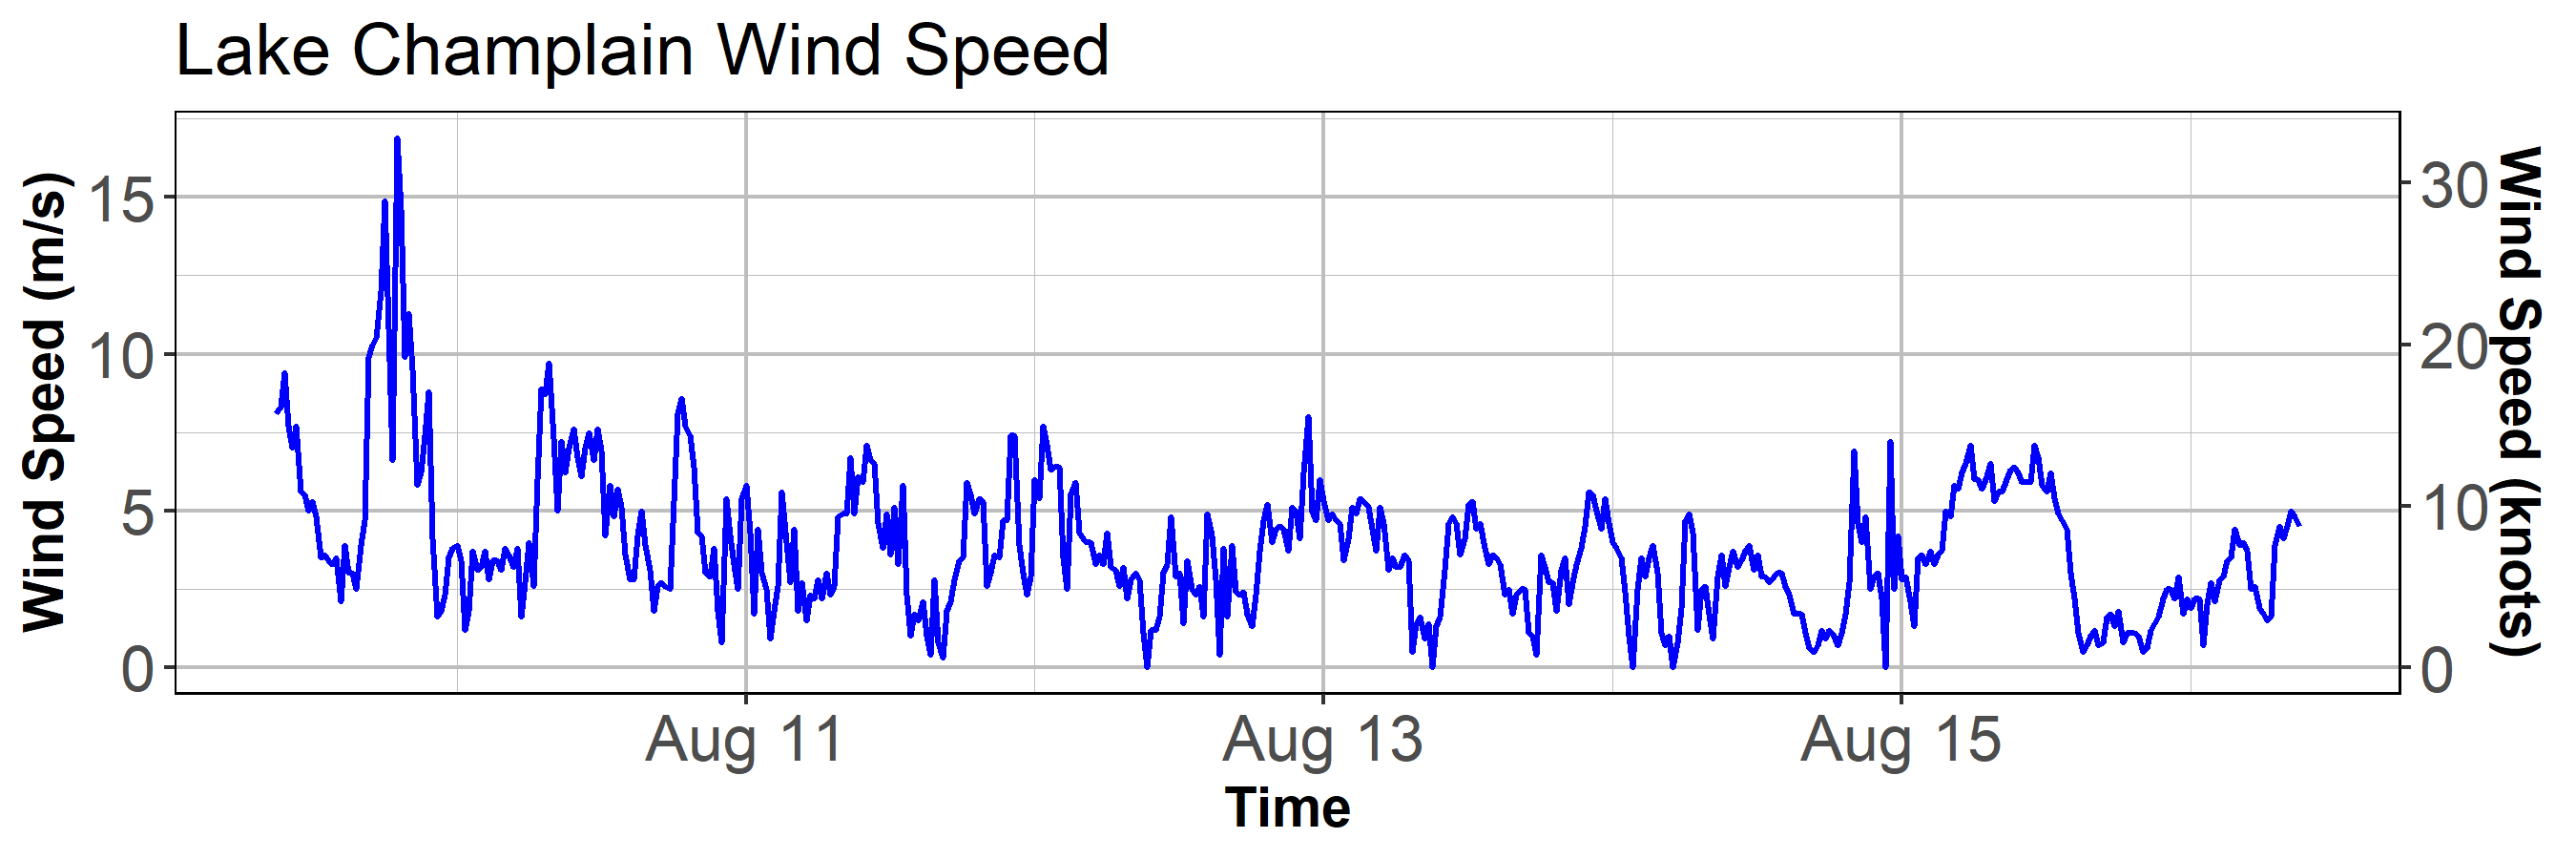 Lake Champlain Wind Speed
Wind Speed (m/s)
15
10
5
0
30
20
10
0
Wind Speed (knots)
Aug 11
Aug 13
Aug 15
Time